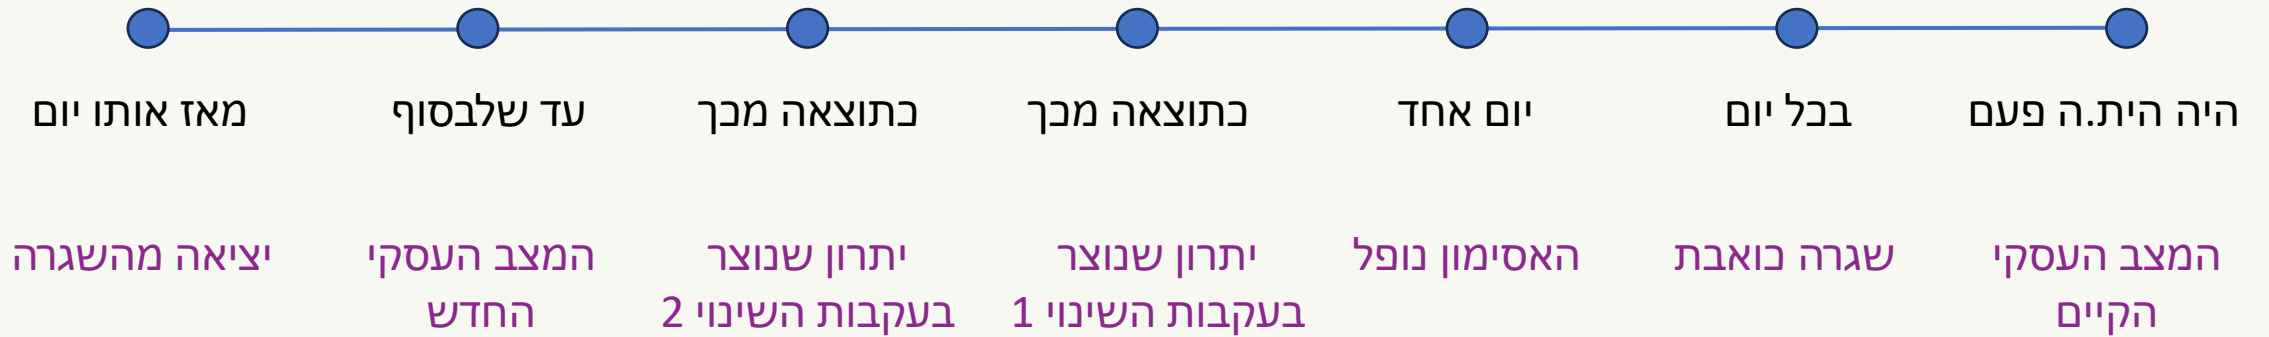 היה הית.ה פעם
בכל יום
יום אחד
כתוצאה מכך
כתוצאה מכך
עד שלבסוף
מאז אותו יום
המצב העסקי
הקיים
שגרה כואבת
האסימון נופל
יתרון שנוצר
בעקבות השינוי 1
יתרון שנוצר
בעקבות השינוי 2
המצב העסקי
החדש
יציאה מהשגרה